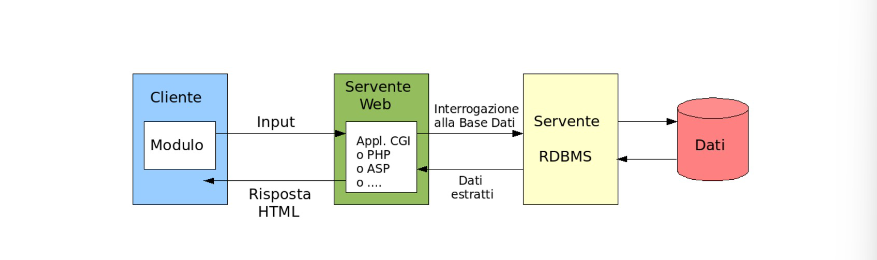 Cliente
Modulo
Input
Risposta
HTML
Servente
Web
Appl. CGI
o PHP
o ASP
o ....
Interrogazione
alla Base Dati
Dati
estratti
Servente
RDBMS
Dati